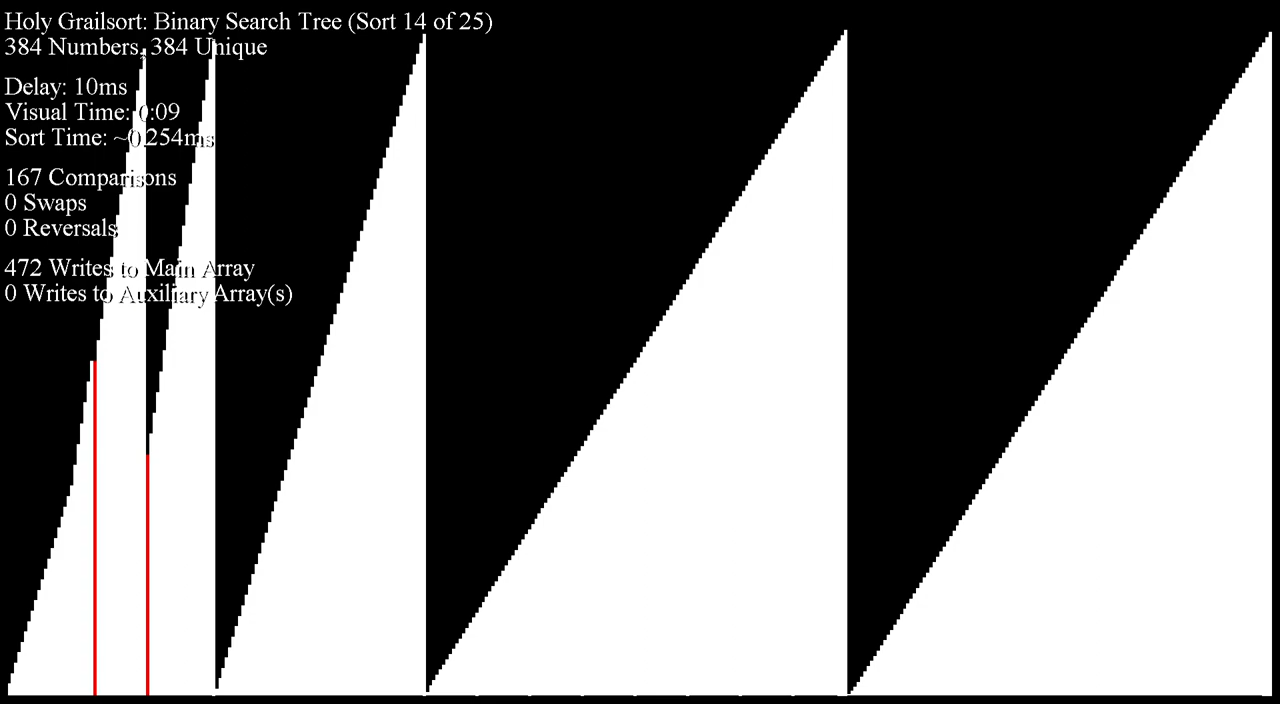 Holy Grailsort: Binary Search Tree (Sort 14 of 25)
384 Numbers, 384 Unique
Delay: 10ms
Visual Time: 0:09
Sort Time: ~0.254ms
167 Comparisons
0 Swaps
0 Reversals
472 Writes to Main Array
0 Writes to Auxiliary Array(s)